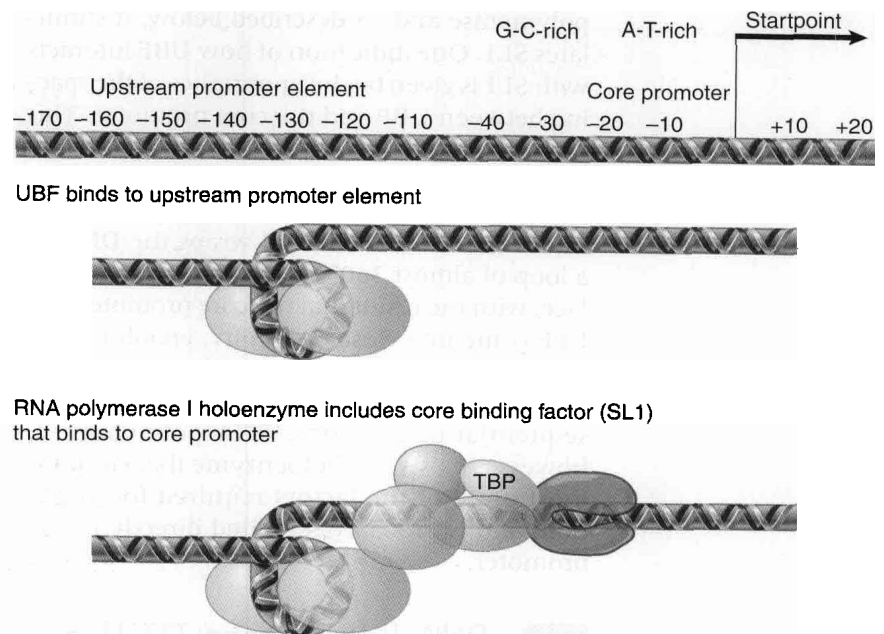 G-C-rich A-T-rich Startpoint
Upstream promoter element Core promoter
–170 –160 –150 –140 –130 –120 –110 –40 –30 –20 –10 +10 +20
UBF binds to upstream promoter element
RNA polymerase I holoenzyme includes core binding factor (SL1)
that binds to core promoter
TBP